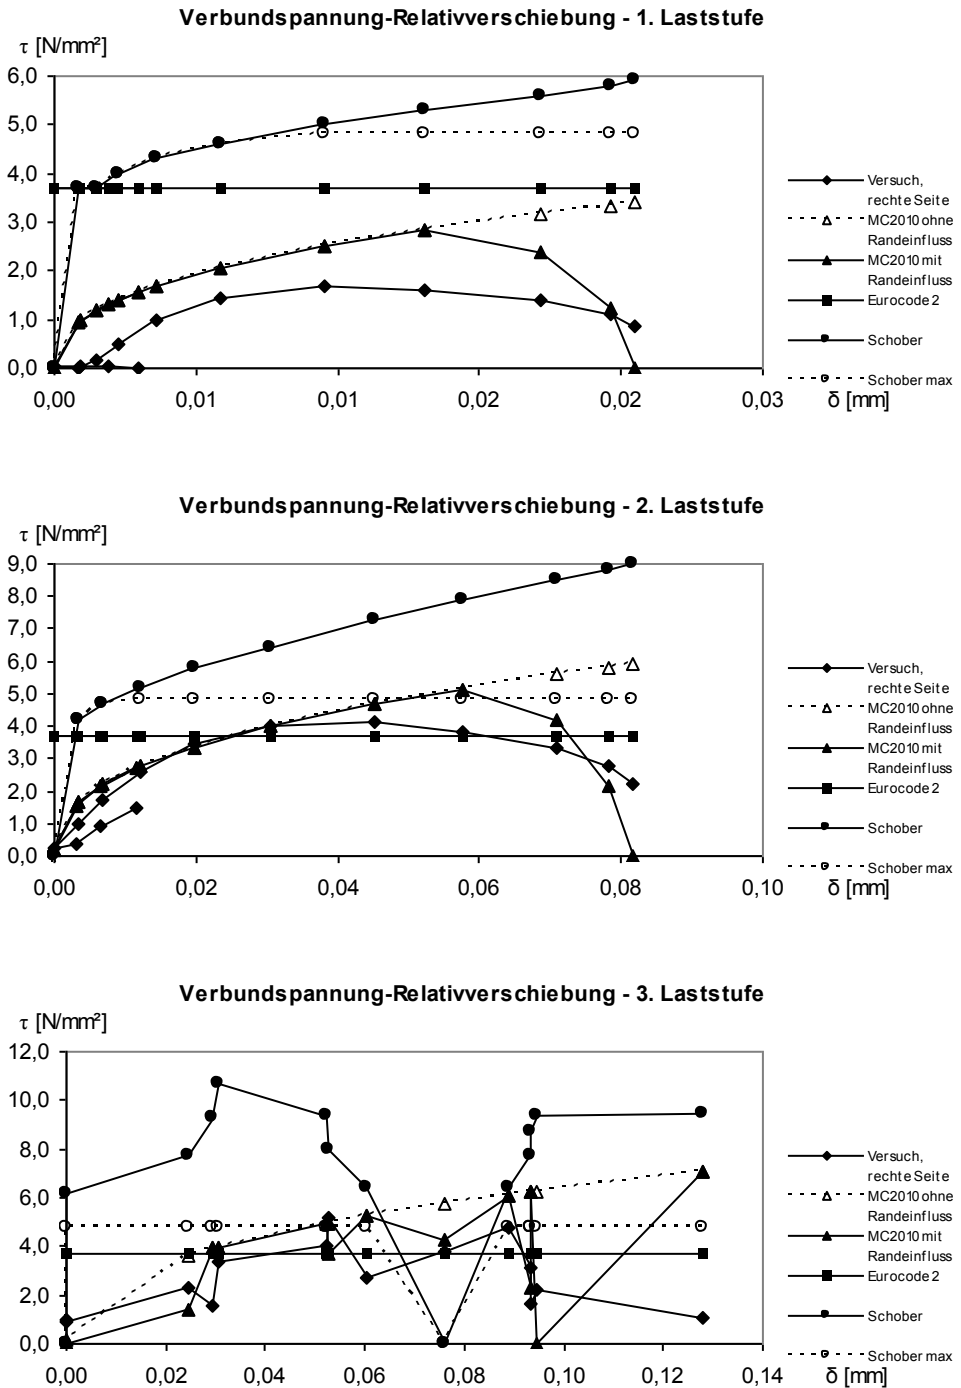 Verbundspannung-Relativverschiebung - 1. Laststufe
τ [N/mm²]
6,0
5,0
4,0
3,0
2,0
1,0
0,0
0,00
0,01
0,01
0,02
0,02
0,03
δ [mm]
Versuch,
rechte Seite
MC2010 ohne
Randeinfluss
MC2010 mit
Randeinfluss
Eurocode 2
Schober
Schober max
Verbundspannung-Relativverschiebung - 2. Laststufe
τ [N/mm²]
9,0
8,0
7,0
6,0
5,0
4,0
3,0
2,0
1,0
0,0
0,00
0,02
0,04
0,06
0,08
0,10
δ [mm]
Versuch,
rechte Seite
MC2010 ohne
Randeinfluss
MC2010 mit
Randeinfluss
Eurocode 2
Schober
Schober max
Verbundspannung-Relativverschiebung - 3. Laststufe
τ [N/mm²]
12,0
10,0
8,0
6,0
4,0
2,0
0,0
0,00
0,02
0,04
0,06
0,08
0,10
0,12
0,14
δ [mm]
Versuch,
rechte Seite
MC2010 ohne
Randeinfluss
MC2010 mit
Randeinfluss
Eurocode 2
Schober
Schober max